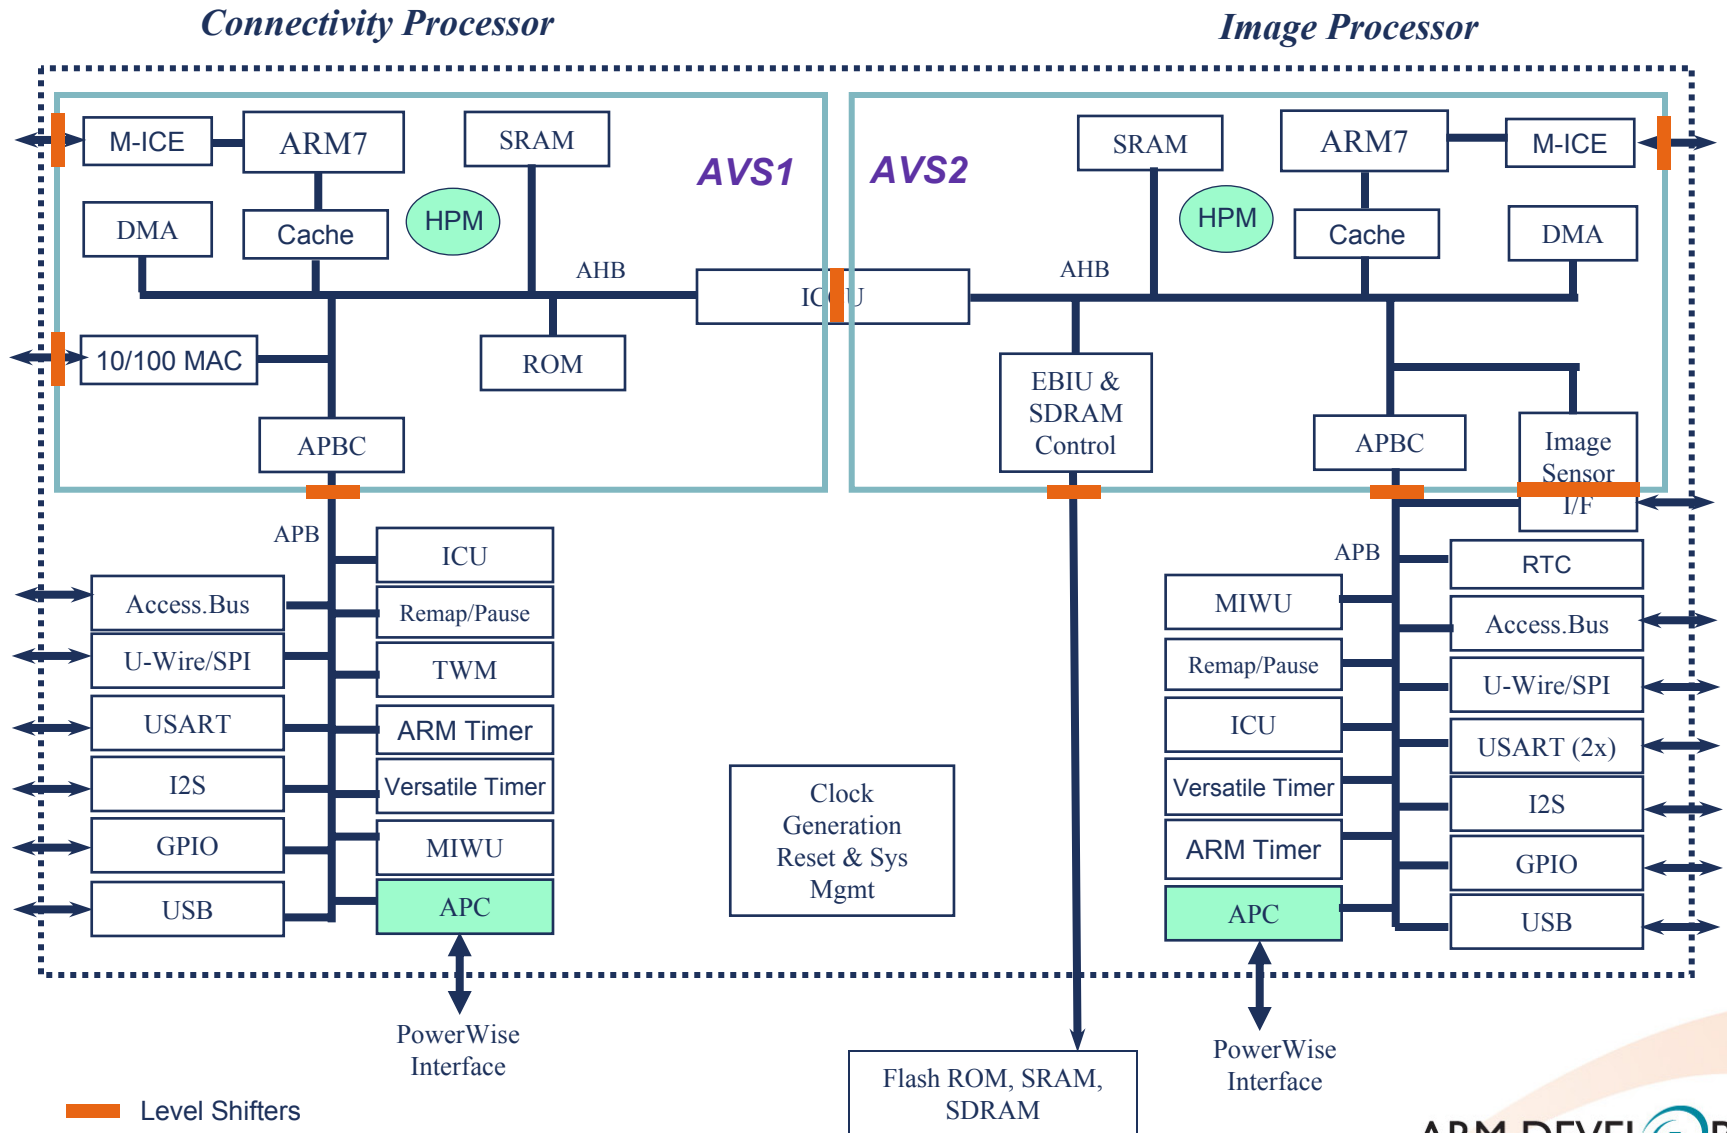 Connectivity Processor
Image Processor
M-ICE
ARM7
SRAM
AVS1
HPM
DMA
Cache
AHB
10/100 MAC
ROM
APBC
AVS2
SRAM
ARM7
M-ICE
HPM
Cache
DMA
AHB
EBIU &
SDRAM
Control
APBC
Image
Sensor
I/F
APB
ICU
Access.Bus
Remap/Pause
U-Wire/SPI
TWM
USART
ARM Timer
I2S
Versatile Timer
GPIO
MIWU
USB
APC
Clock
Generation
Reset & Sys
Mgmt
APB
RTC
MIWU
Access.Bus
Remap/Pause
U-Wire/SPI
ICU
USART (2x)
Versatile Timer
I2S
ARM Timer
GPIO
APC
USB
PowerWise
Interface
Flash ROM, SRAM,
SDRAM
PowerWise
Interface
Level Shifters
ARM